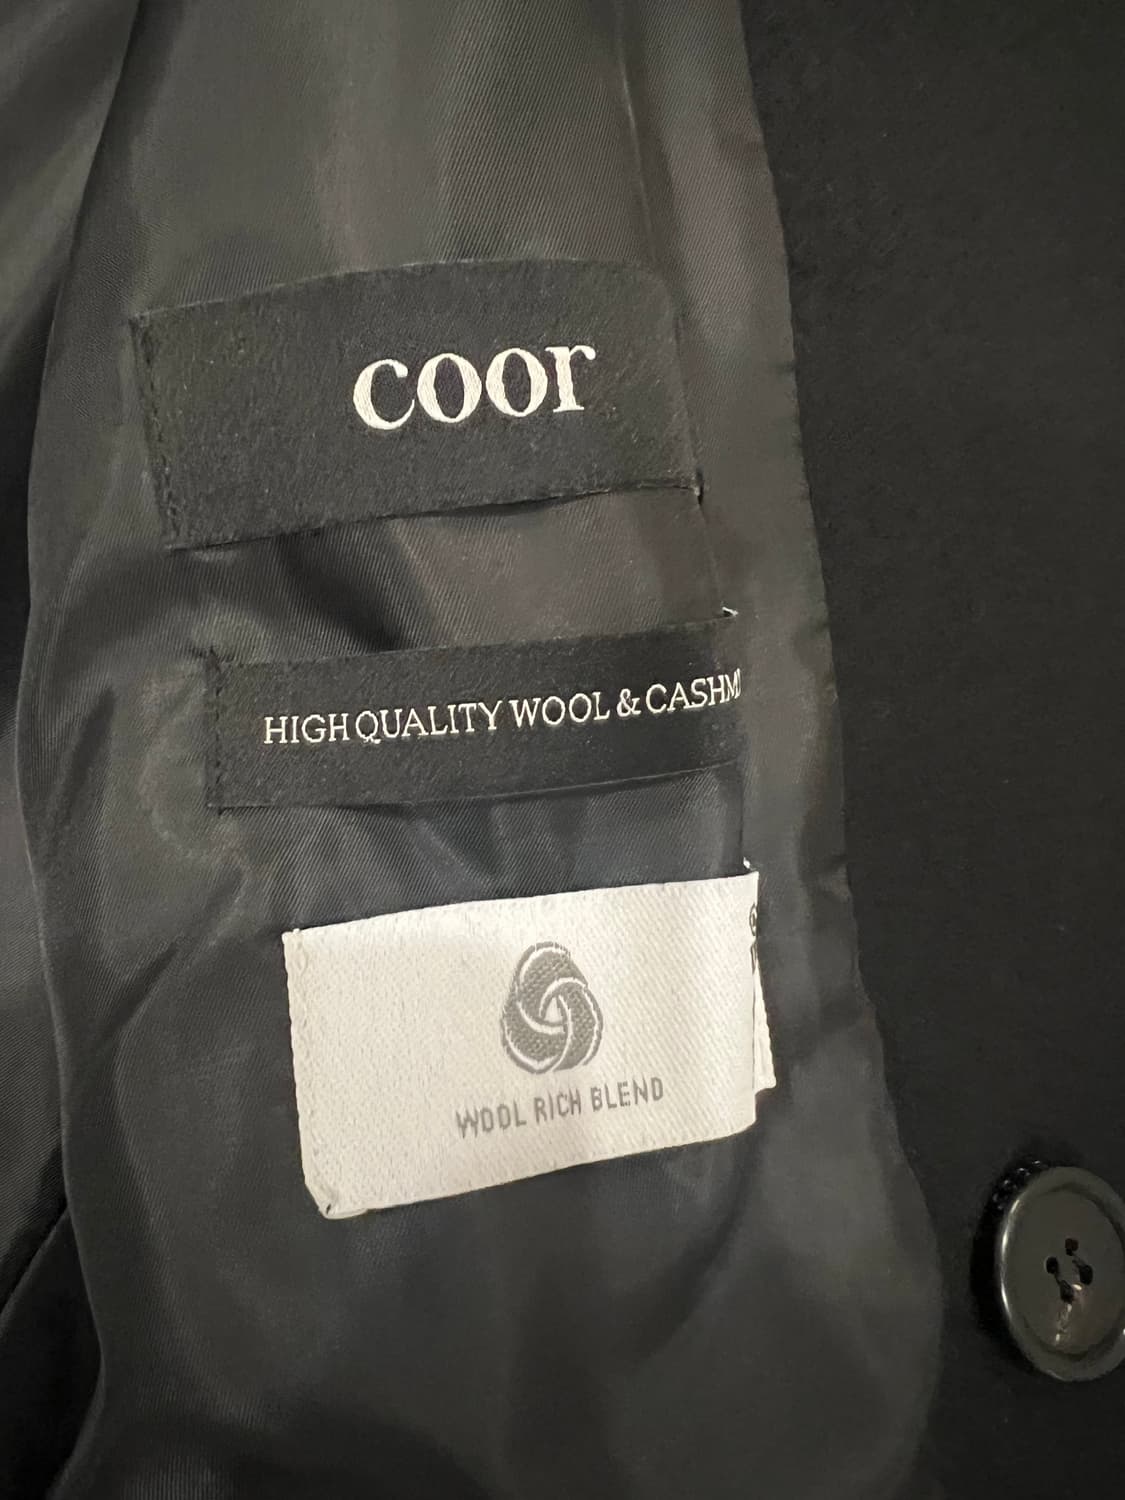 coor
HIGH QUALITY WOOL & CASHM
WOOL RICH BLEND